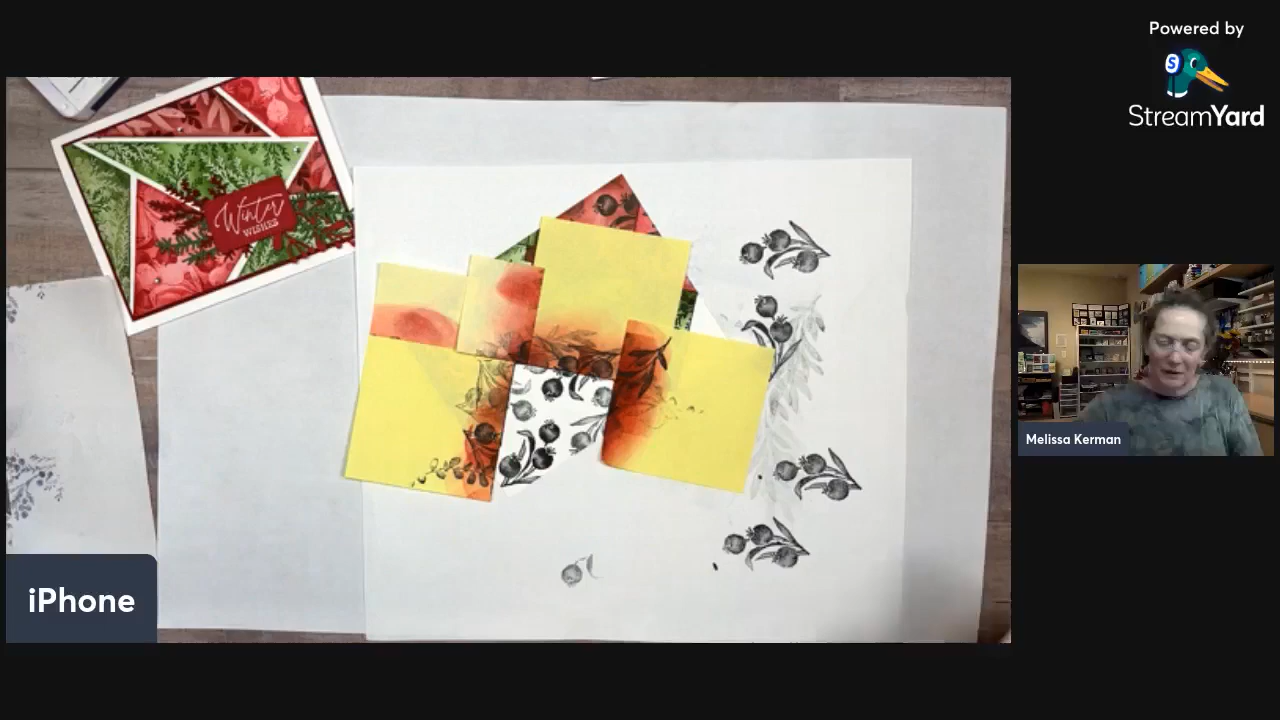 Powered by
StreamYard
Winter
WISHES
Melissa Kerman
iPhone